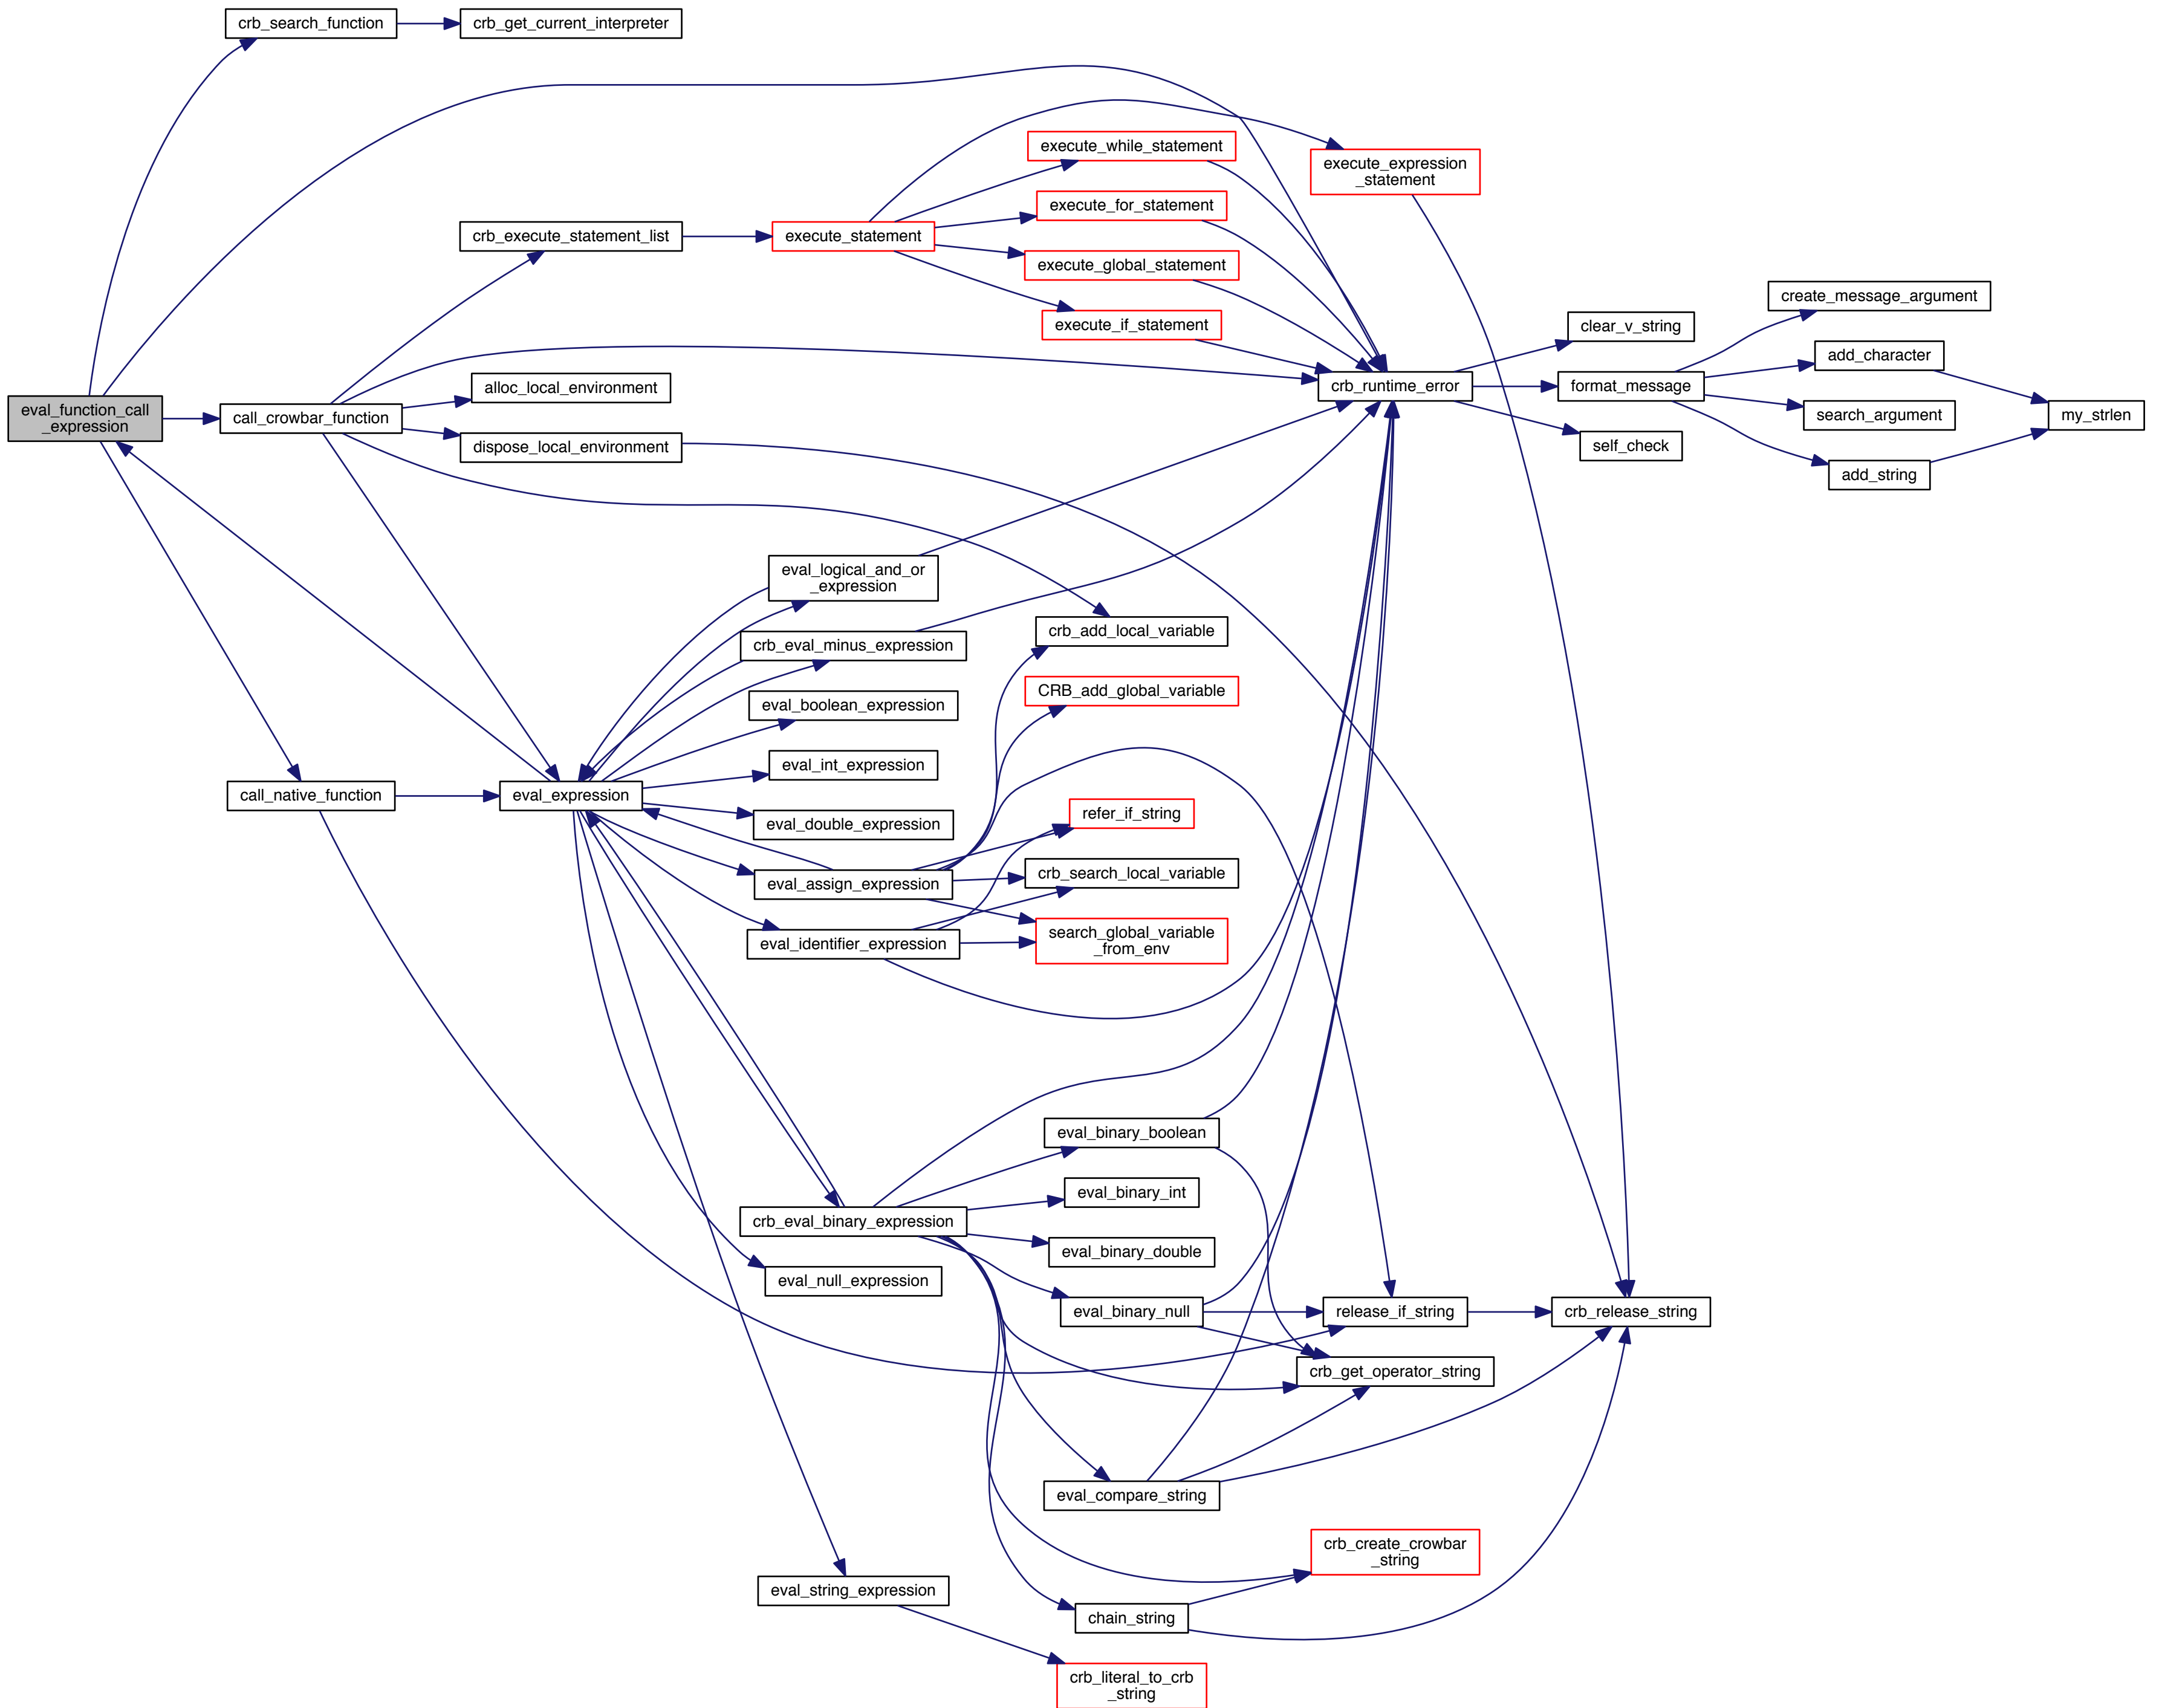 crb_search_function
crb_get_current_interpreter
execute_while_statement
execute_expression
_statement
execute_for_statement
crb_execute_statement_list
execute_statement
execute_global_statement
create_message_argument
execute_if_statement
clear_v_string
add_character
alloc_local_environment
crb_runtime_error
format_message
eval_function_call
_expression
call_crowbar_function
search_argument
my_strlen
dispose_local_environment
self_check
add_string
eval_logical_and_or
_expression
crb_add_local_variable
crb_eval_minus_expression
CRB_add_global_variable
eval_boolean_expression
eval_int_expression
call_native_function
eval_expression
refer_if_string
eval_double_expression
crb_search_local_variable
eval_assign_expression
search_global_variable
_from_env
eval_identifier_expression
eval_binary_boolean
eval_binary_int
crb_eval_binary_expression
eval_binary_double
eval_null_expression
eval_binary_null
release_if_string
crb_release_string
crb_get_operator_string
eval_compare_string
crb_create_crowbar
_string
eval_string_expression
chain_string
crb_literal_to_crb
_string